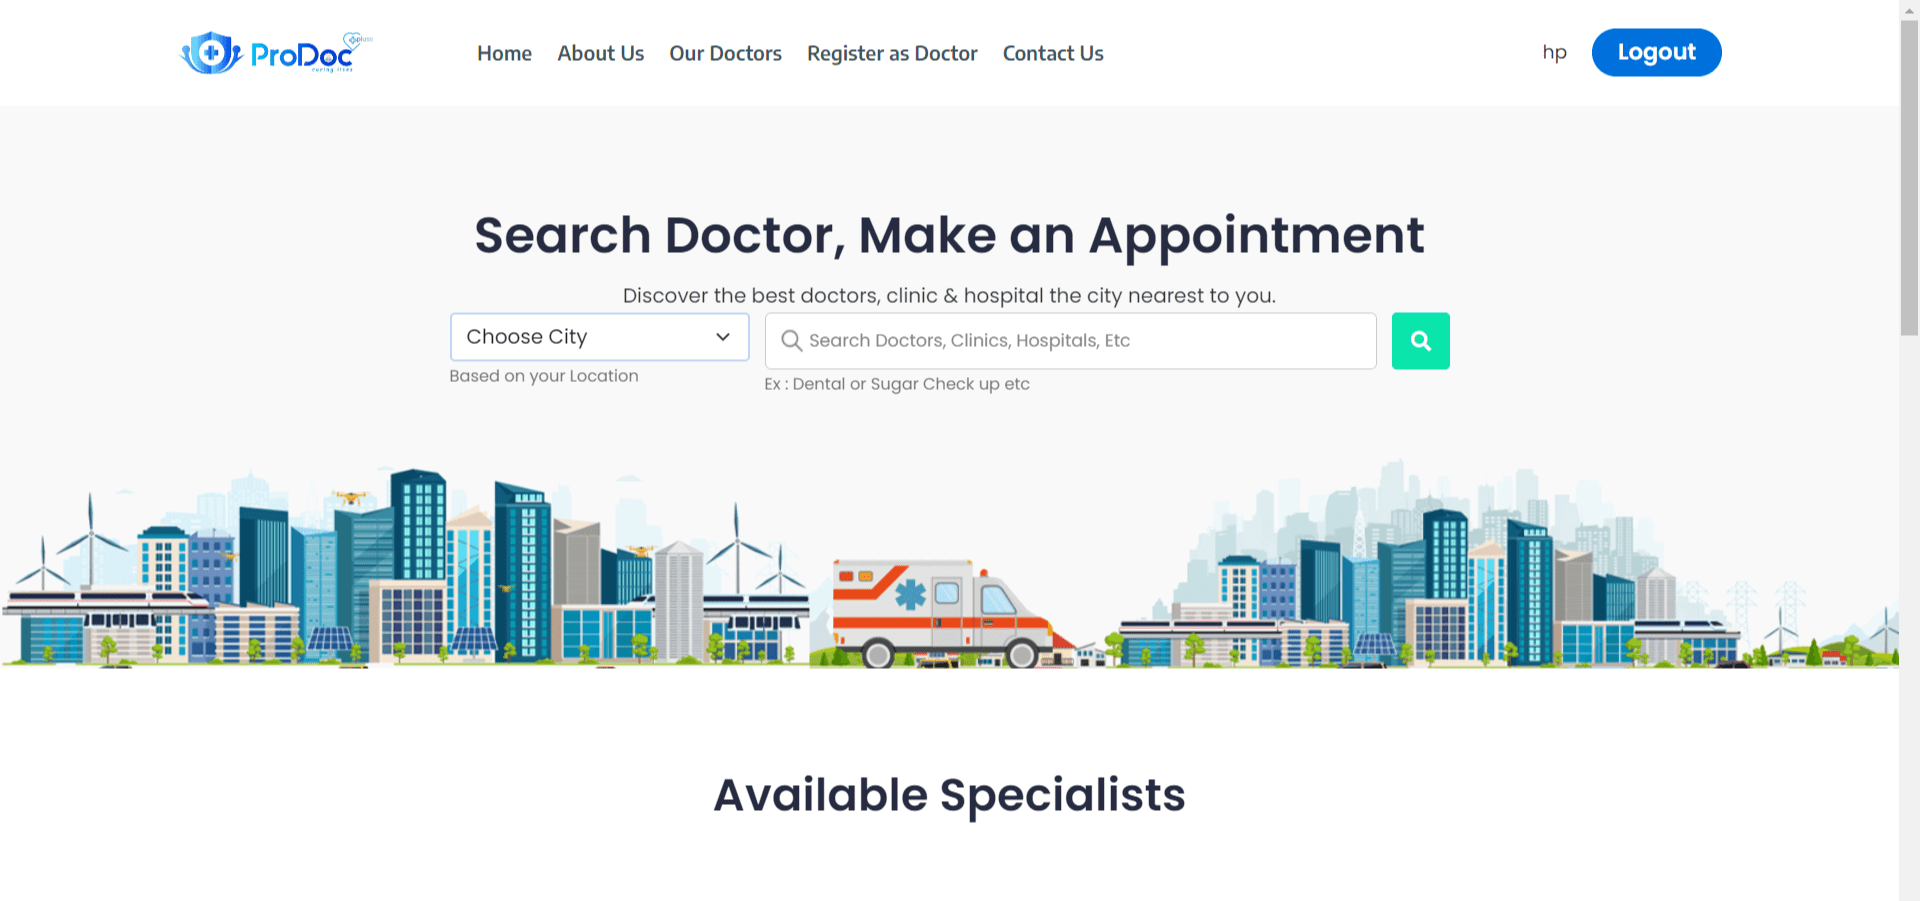 ProDoc
pluss
curing lives
Home
About Us
Our Doctors
Register as Doctor
Contact Us
hp
Logout
Search Doctor, Make an Appointment
Discover the best doctors, clinic & hospital the city nearest to you.
Choose City
Search Doctors, Clinics, Hospitals, Etc
Based on your Location
Ex : Dental or Sugar Check up etc
Available Specialists